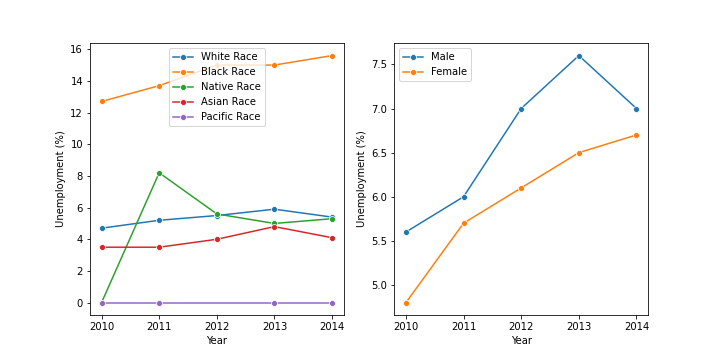 16
14
12
10
8
6
4
2
0
Unemployment (%)
White Race
Black Race
Native Race
Asian Race
Pacific Race
2010 2011 2012 2013 2014
Year
7.5
7.0
6.5
6.0
5.5
5.0
Unemployment (%)
Male
Female
2010 2011 2012 2013 2014
Year